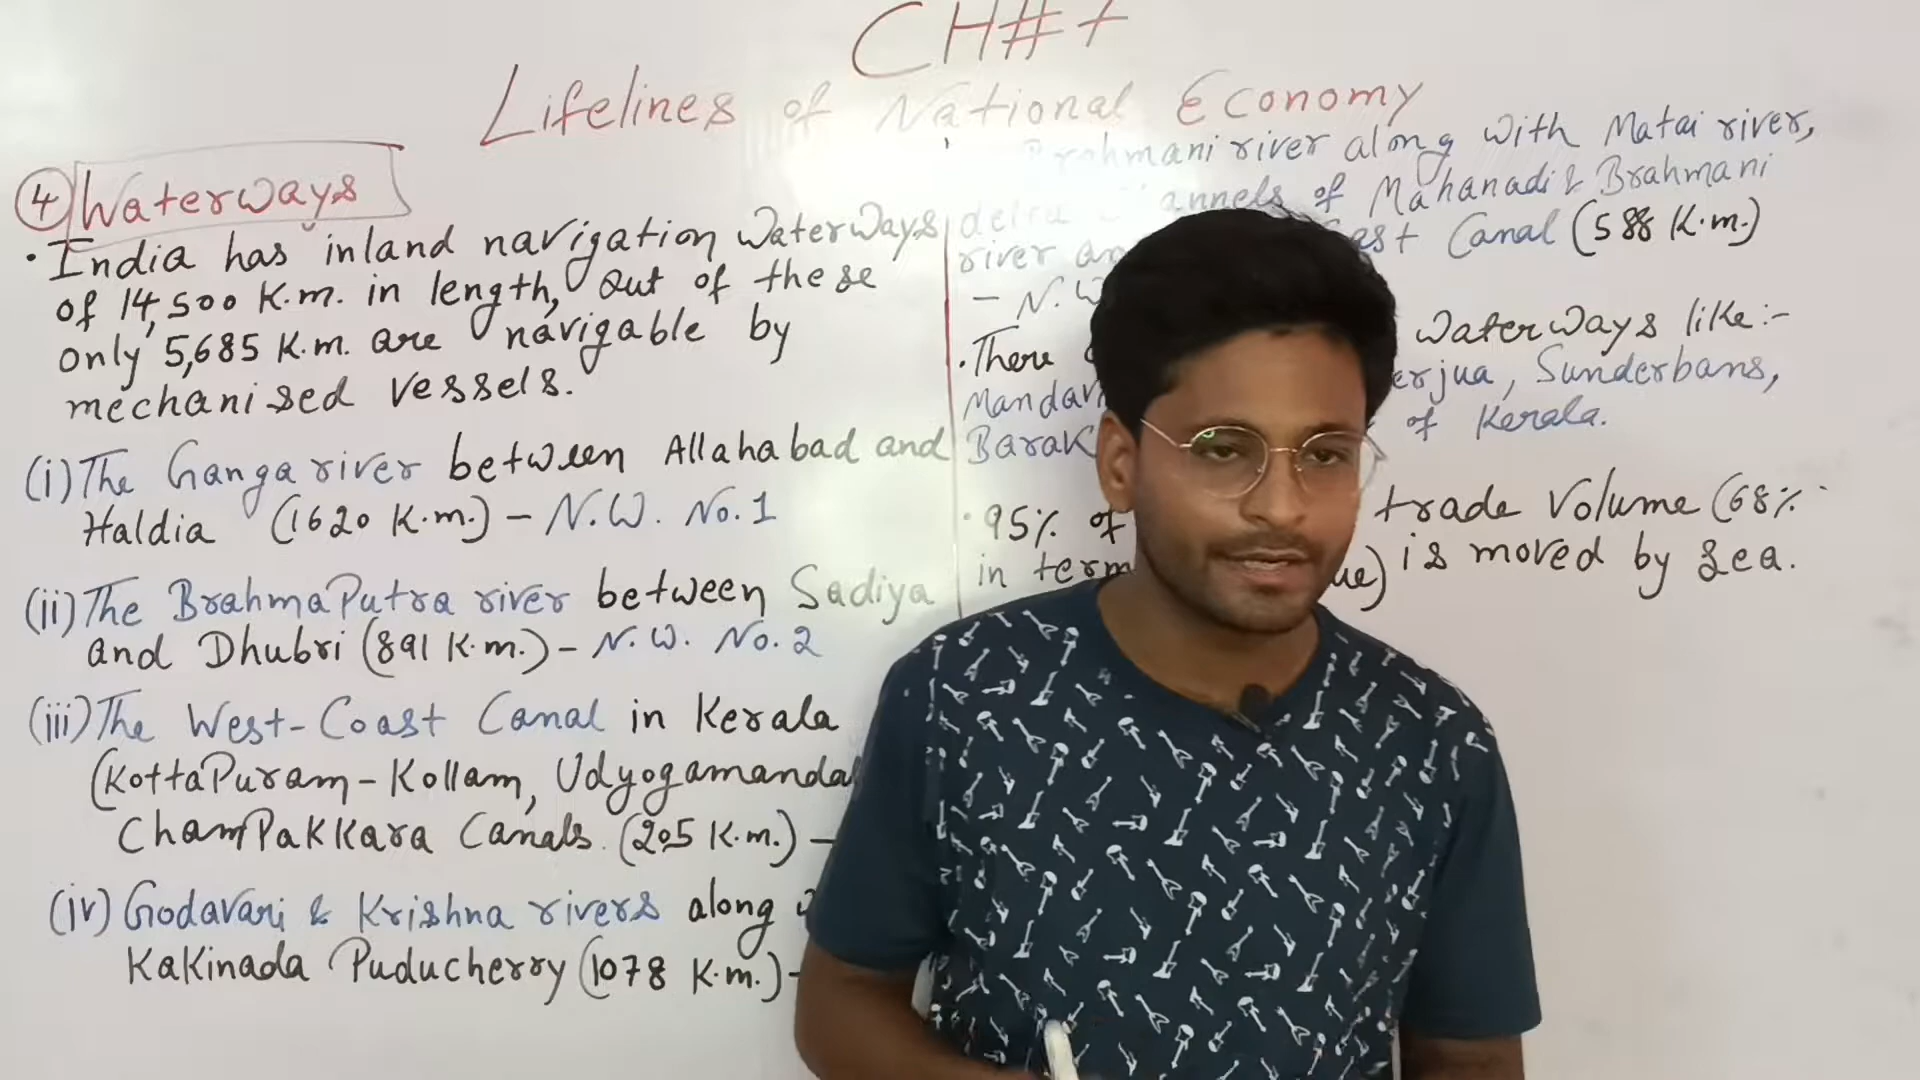 CH#7
Lifelines of National Economy
④ Waterways
• India has inland navigation waterways
of 14,500 K.m. in length, out of these
only 5,685 K.m. are navigable by
mechanised vessels.
(i) The Ganga river between Allahabad and
Haldia (1620 K.m.) – N.W. No. 1
(ii) The Brahmaputra river between Sadiya
and Dhubri (891 K.m.) – N.W. No. 2
(iii) The West-Coast Canal in Kerala
(Kottapuram – Kollam,
Champakkara Canals. (205 K.m.) –
(iv) Godavari & Krishna rivers along
Kakinada Puducherry (1078 K.m.) –
river along with Matai river,
delta of Mahanadi & Brahmani
river Canal (588 K.m.)
– N.W
• There waterways like:-
Sunderbans,
Barak of Kerala.
• 95% of trade volume (68%
in is moved by sea.